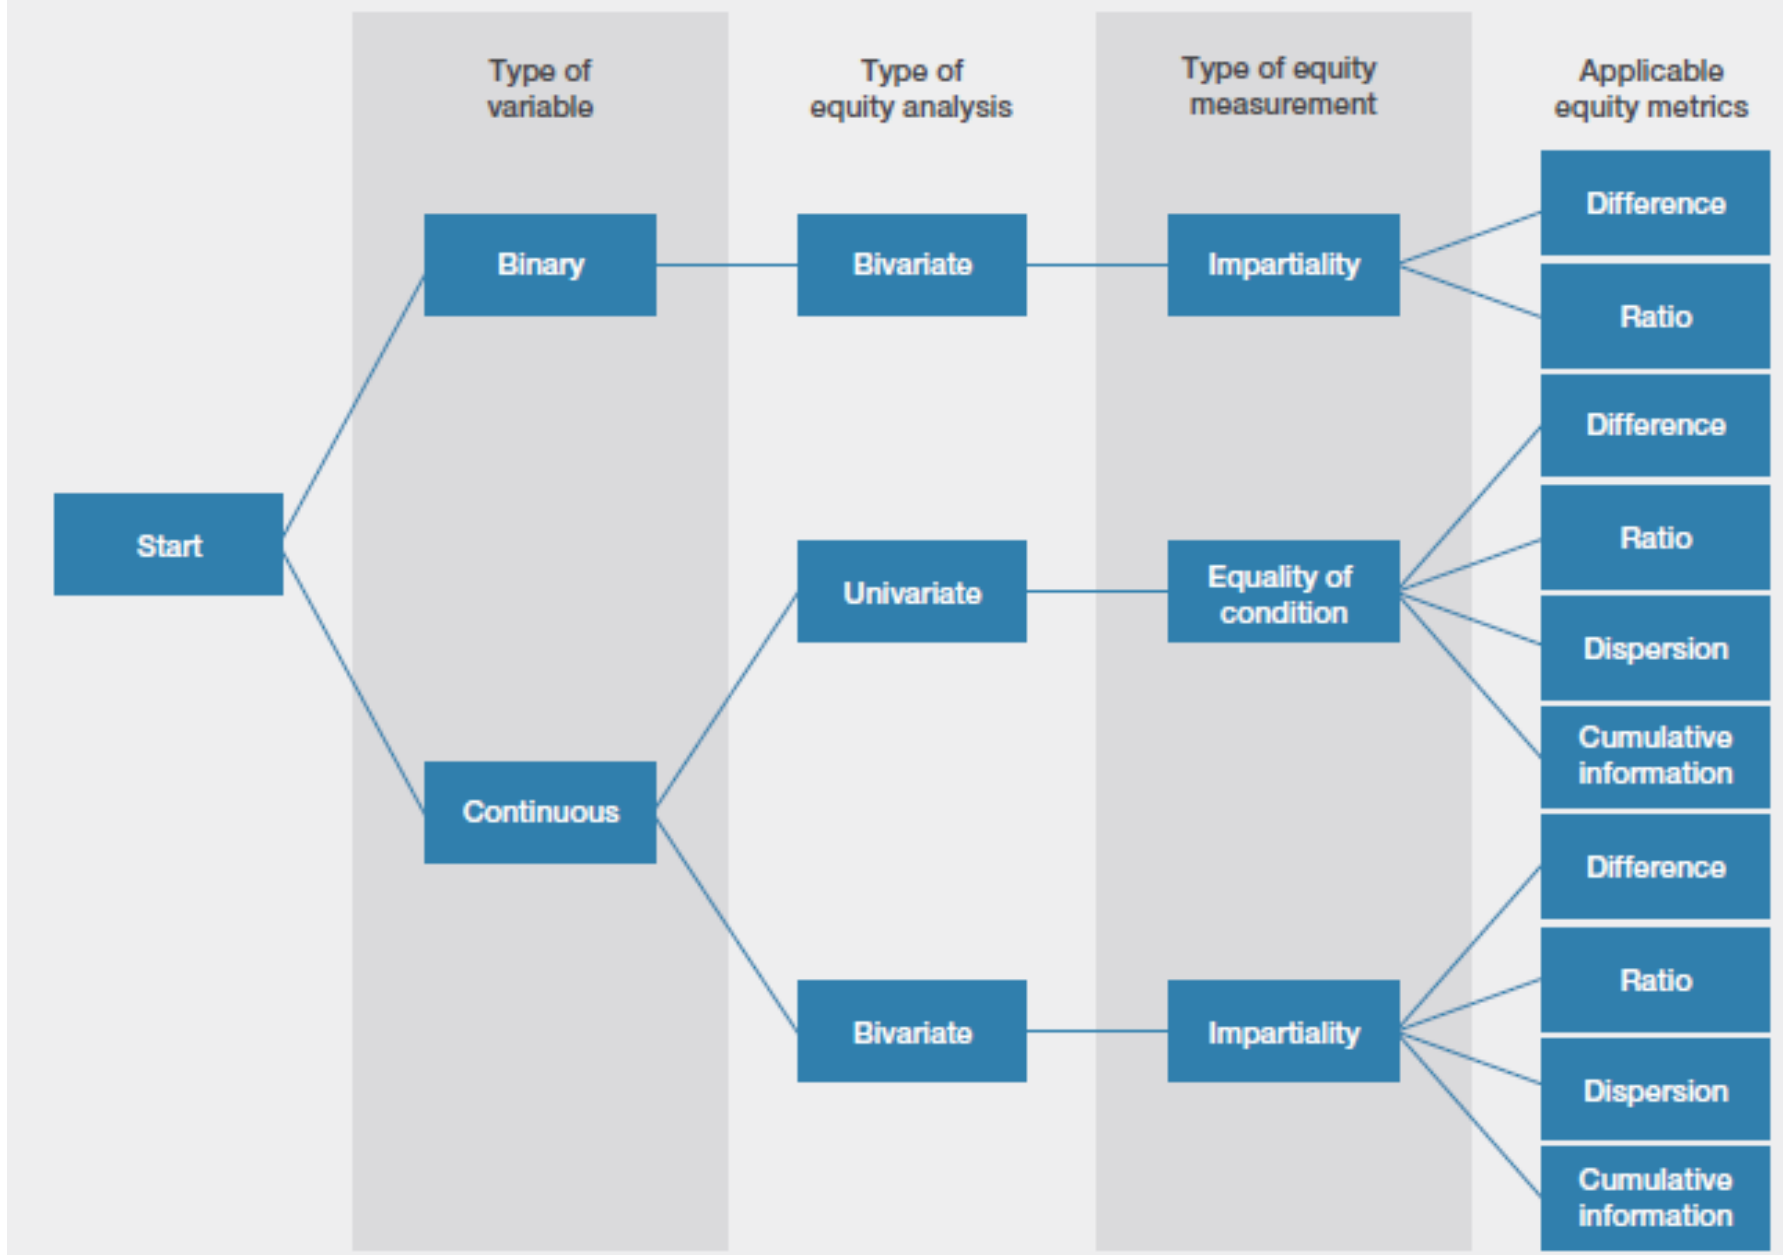 Type of
variable
Type of
equity analysis
Type of equity
measurement
Applicable
equity metrics
Start
Binary
Bivariate
Impartiality
Difference
Ratio
Continuous
Univariate
Equality of
condition
Difference
Ratio
Dispersion
Cumulative
information
Bivariate
Impartiality
Difference
Ratio
Dispersion
Cumulative
information